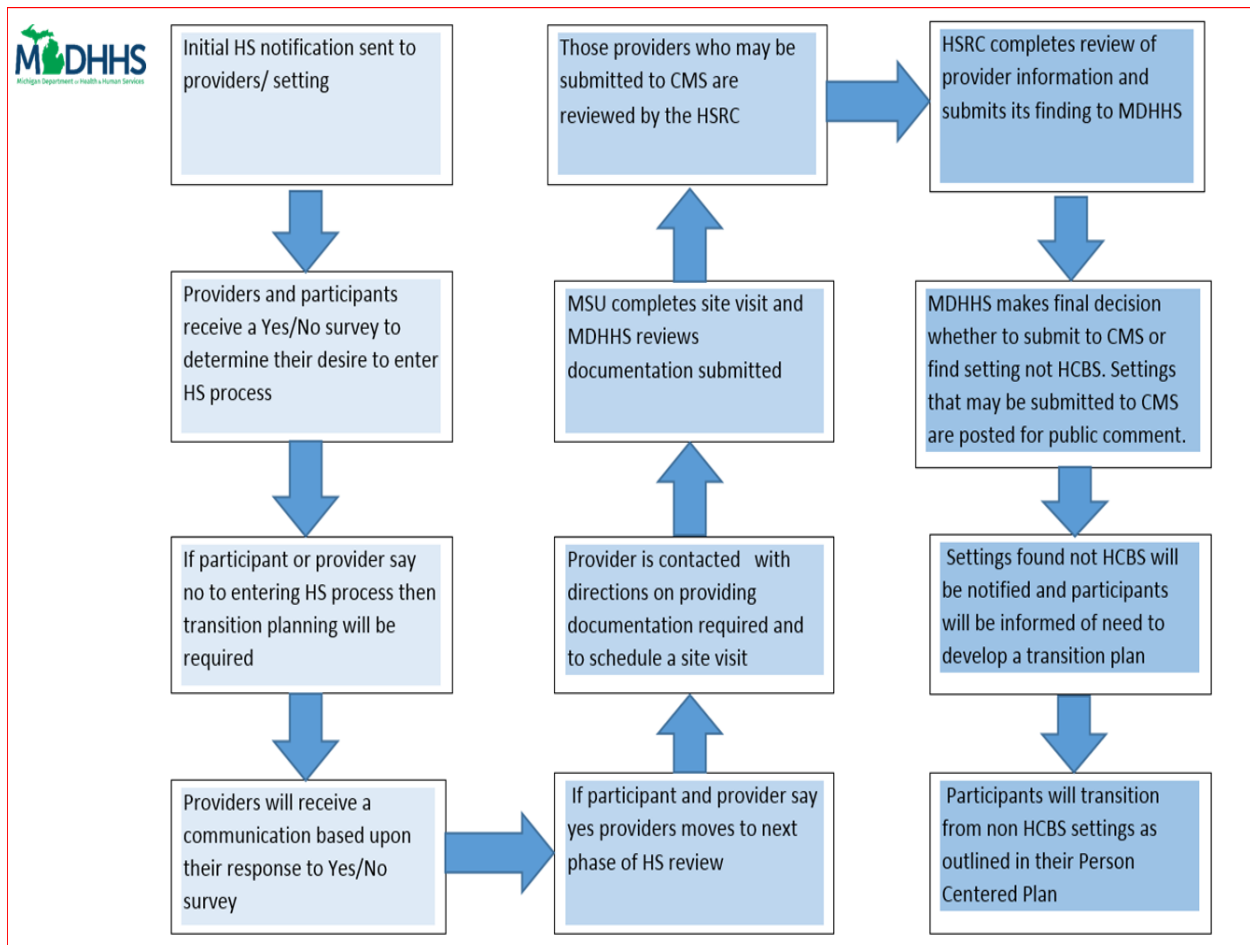 MDHHS
Michigan Department of Health & Human Services
Initial HS notification sent to
providers/ setting
Providers and participants
receive a Yes/No survey to
determine their desire to enter
HS process
If participant or provider say
no to entering HS process then
transition planning will be
required
Providers will receive a
communication based upon
their response to Yes/No
survey
If participant and provider say
yes providers moves to next
phase of HS review
Provider is contacted with
directions on providing
documentation required and
to schedule a site visit
MSU completes site visit and
MDHHS reviews
documentation submitted
Those providers who may be
submitted to CMS are
reviewed by the HSRC
HSRC completes review of
provider information and
submits its finding to MDHHS
MDHHS makes final decision
whether to submit to CMS or
find setting not HCBS. Settings
that may be submitted to CMS
are posted for public comment.
Settings found not HCBS will
be notified and participants
will be informed of need to
develop a transition plan
Participants will transition
from non HCBS settings as
outlined in their Person
Centered Plan